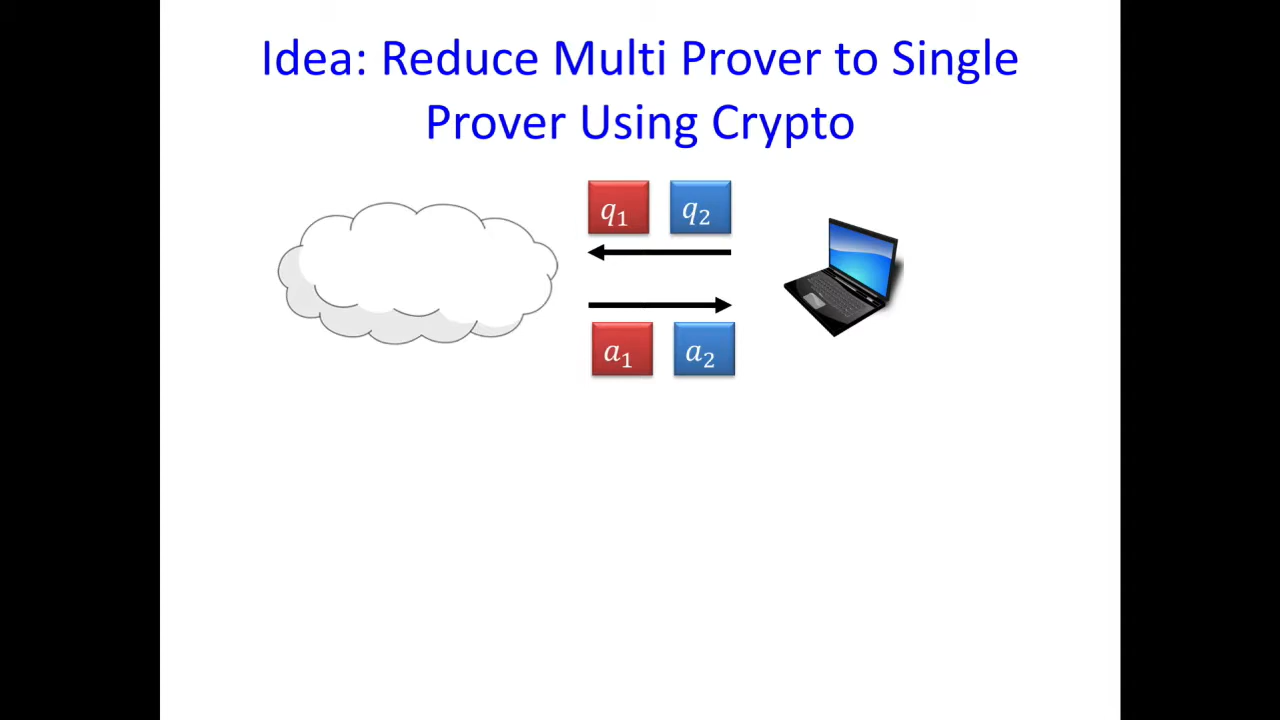 Idea: Reduce Multi Prover to Single
Prover Using Crypto
q₁ q₂
a₁ a₂